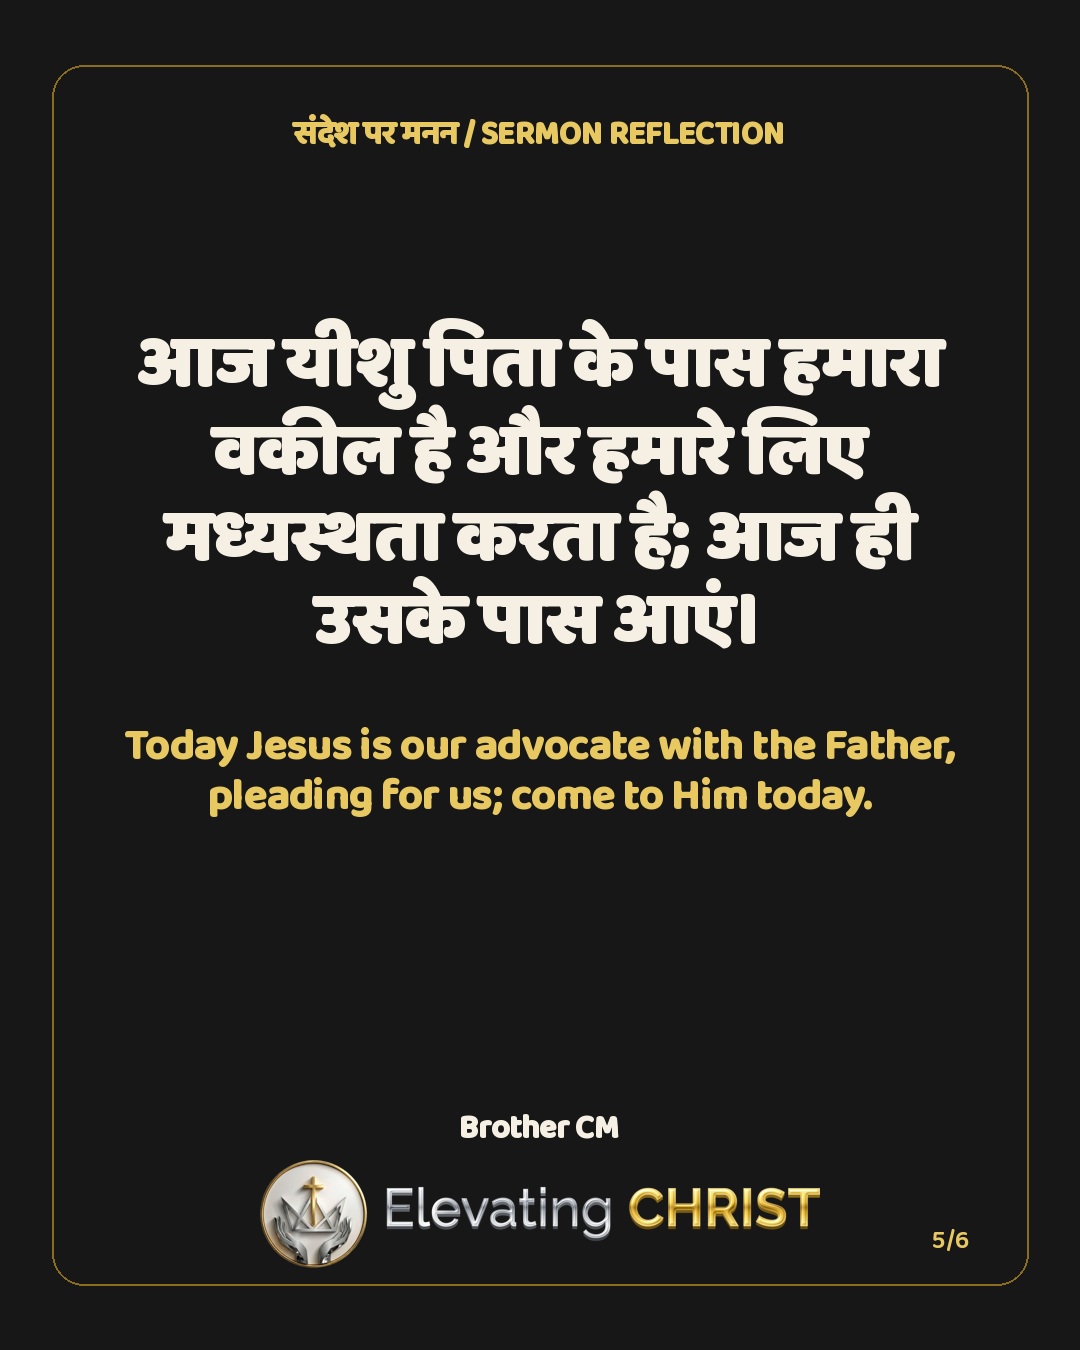 संदेश पर मनन / SERMON REFLECTION
आज यीशु पिता के पास हमारा
वकील है और हमारे लिए
मध्यस्थता करता है; आज ही
उसके पास आएं।
Today Jesus is our advocate with the Father,
pleading for us; come to Him today.
Brother CM
Elevating CHRIST
5/6